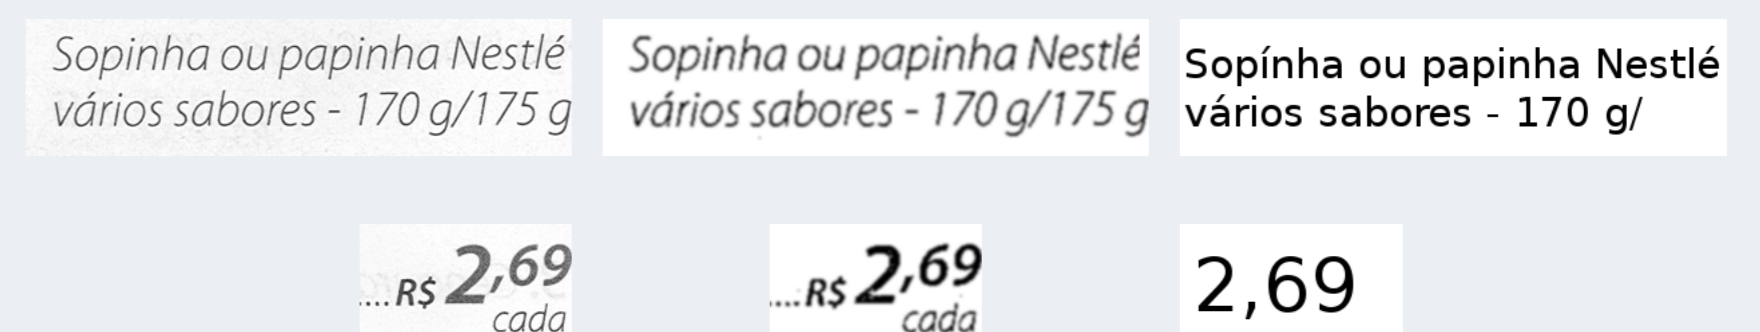 Sopinha ou papinha Nestlé
vários sabores - 170 g/175 g
Sopinha ou papinha Nestlé
vários sabores - 170 g/175 g
Sopínha ou papinha Nestlé
vários sabores - 170 g/
....R$ 2,69
cada
....R$ 2,69
cada
2,69